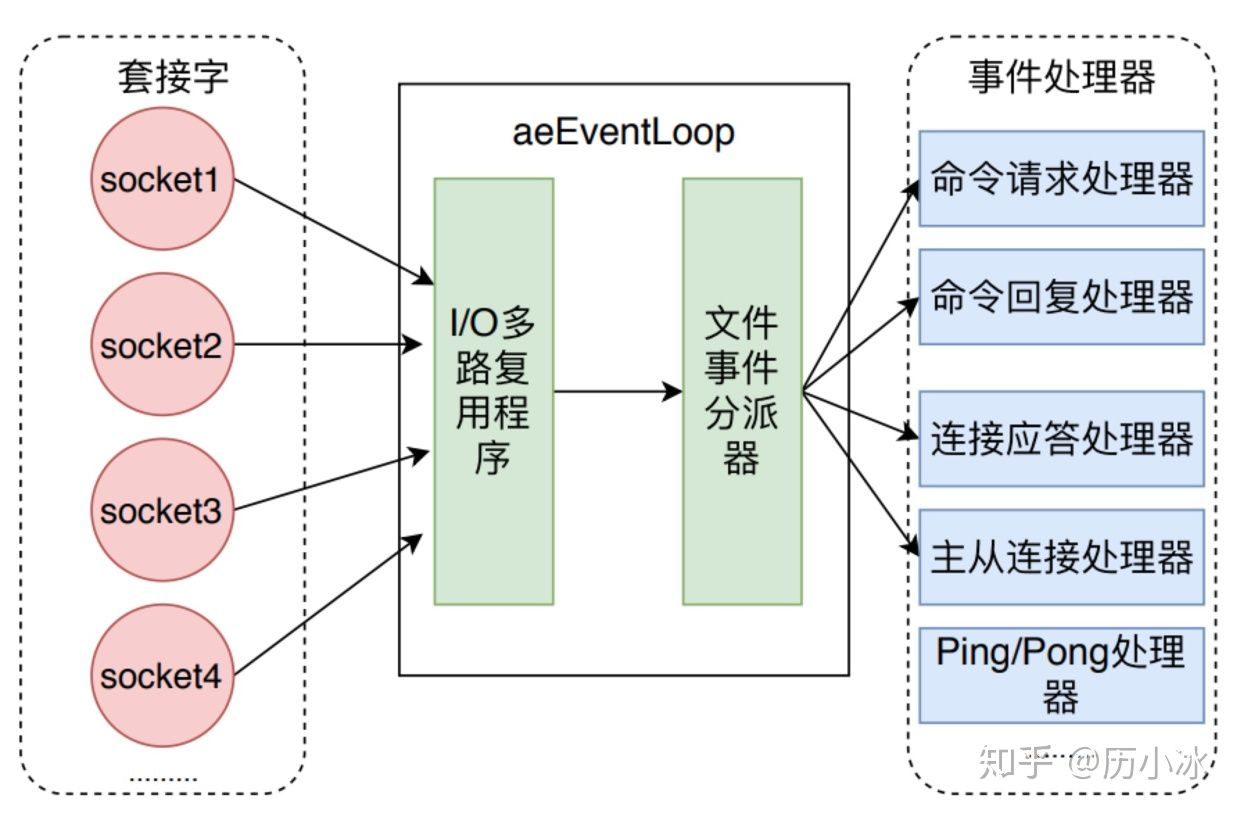 套接字
socket1
socket2
socket3
socket4
.........
aeEventLoop
I/O多
路复
用程
序
文件
事件
分派
器
事件处理器
命令请求处理器
命令回复处理器
连接应答处理器
主从连接处理器
Ping/Pong处理
器
.........
知乎 @历小冰